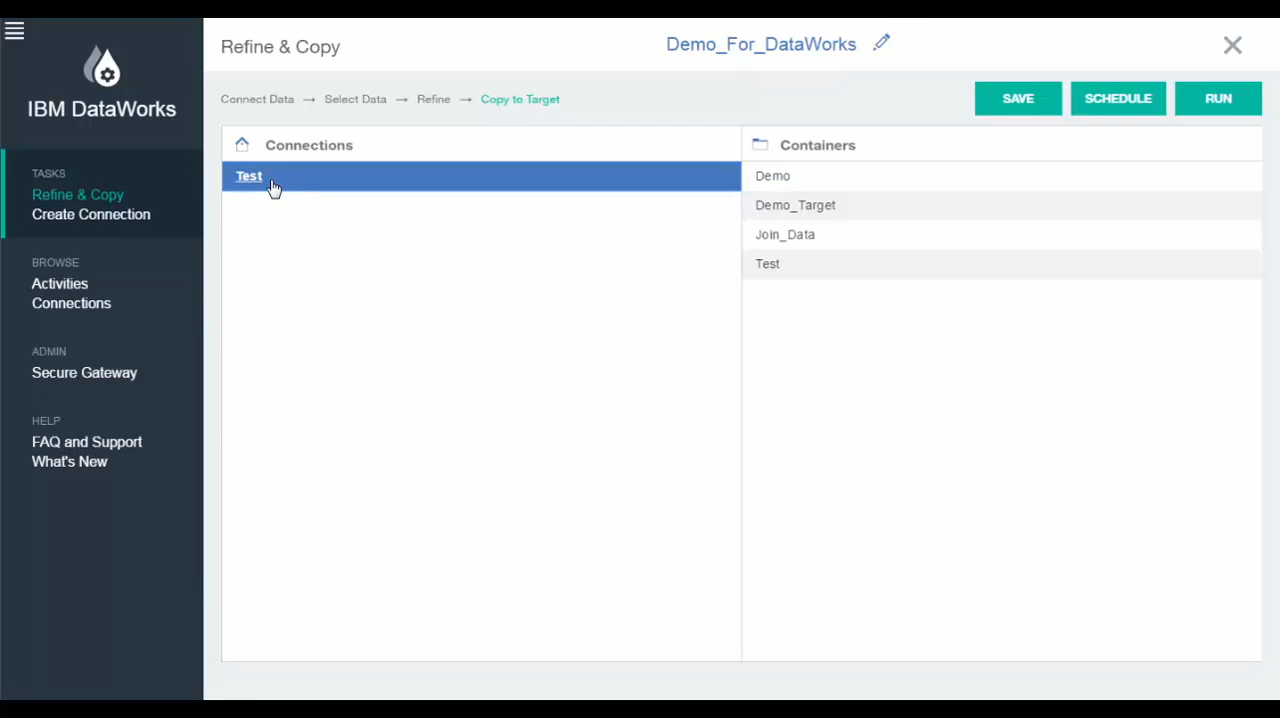 Refine & Copy
Demo_For_DataWorks
IBM DataWorks
Connect Data → Select Data → Refine → Copy to Target
SAVE
SCHEDULE
RUN
TASKS
Refine & Copy
Create Connection
BROWSE
Activities
Connections
ADMIN
Secure Gateway
HELP
FAQ and Support
What's New
Connections
Test
Containers
Demo
Demo_Target
Join_Data
Test